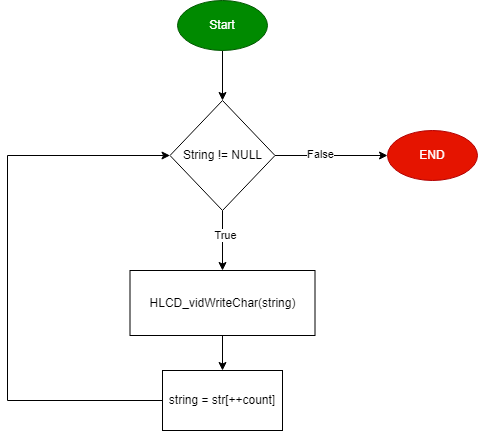 Start
String != NULL
False
END
True
HLCD_vidWriteChar(string)
string = str[++count]